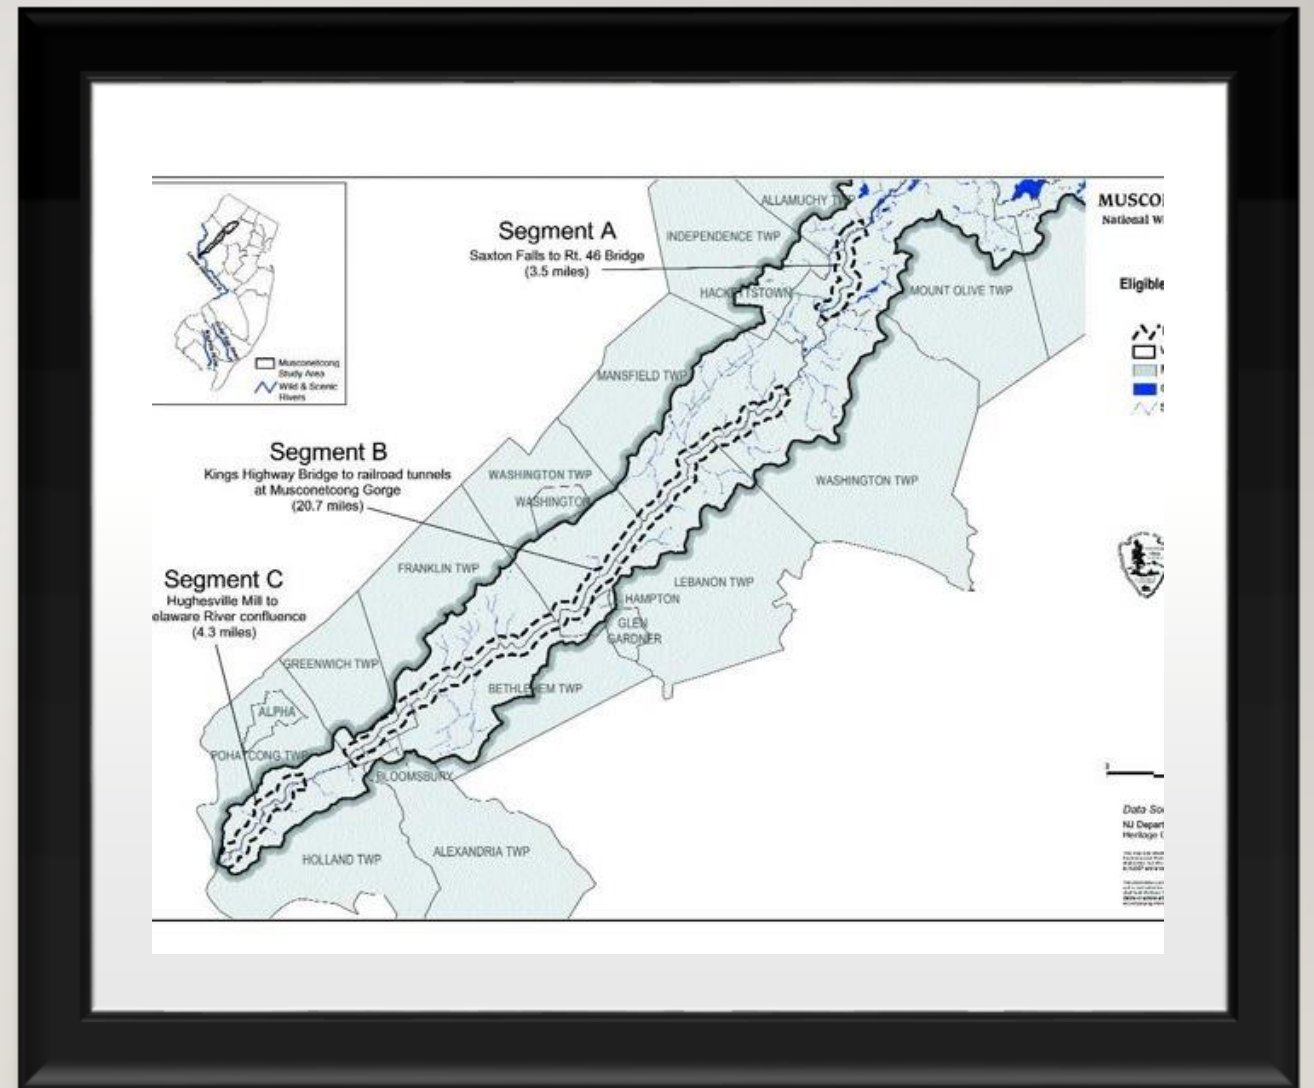 Musconetcong
Study Area
Wild & Scenic
Rivers
Segment A
Saxton Falls to Rt. 46 Bridge
(3.5 miles)
Segment B
Kings Highway Bridge to railroad tunnels
at Musconetcong Gorge
(20.7 miles)
Segment C
Hughesville Mill to
elaware River confluence
(4.3 miles)
ALLAMUCHY TWP
INDEPENDENCE TWP
HACKETTSTOWN
MOUNT OLIVE TWP
MANSFIELD TWP
WASHINGTON TWP
WASHINGTON
WASHINGTON TWP
FRANKLIN TWP
LEBANON TWP
HAMPTON
GLEN
GARDNER
GREENWICH TWP
BETHLEHEM TWP
ALPHA
POHATCONG TWP
BLOOMSBURY
HOLLAND TWP
ALEXANDRIA TWP
MUSCO
National W
Eligible
Data So
NJ Depart
Heritage